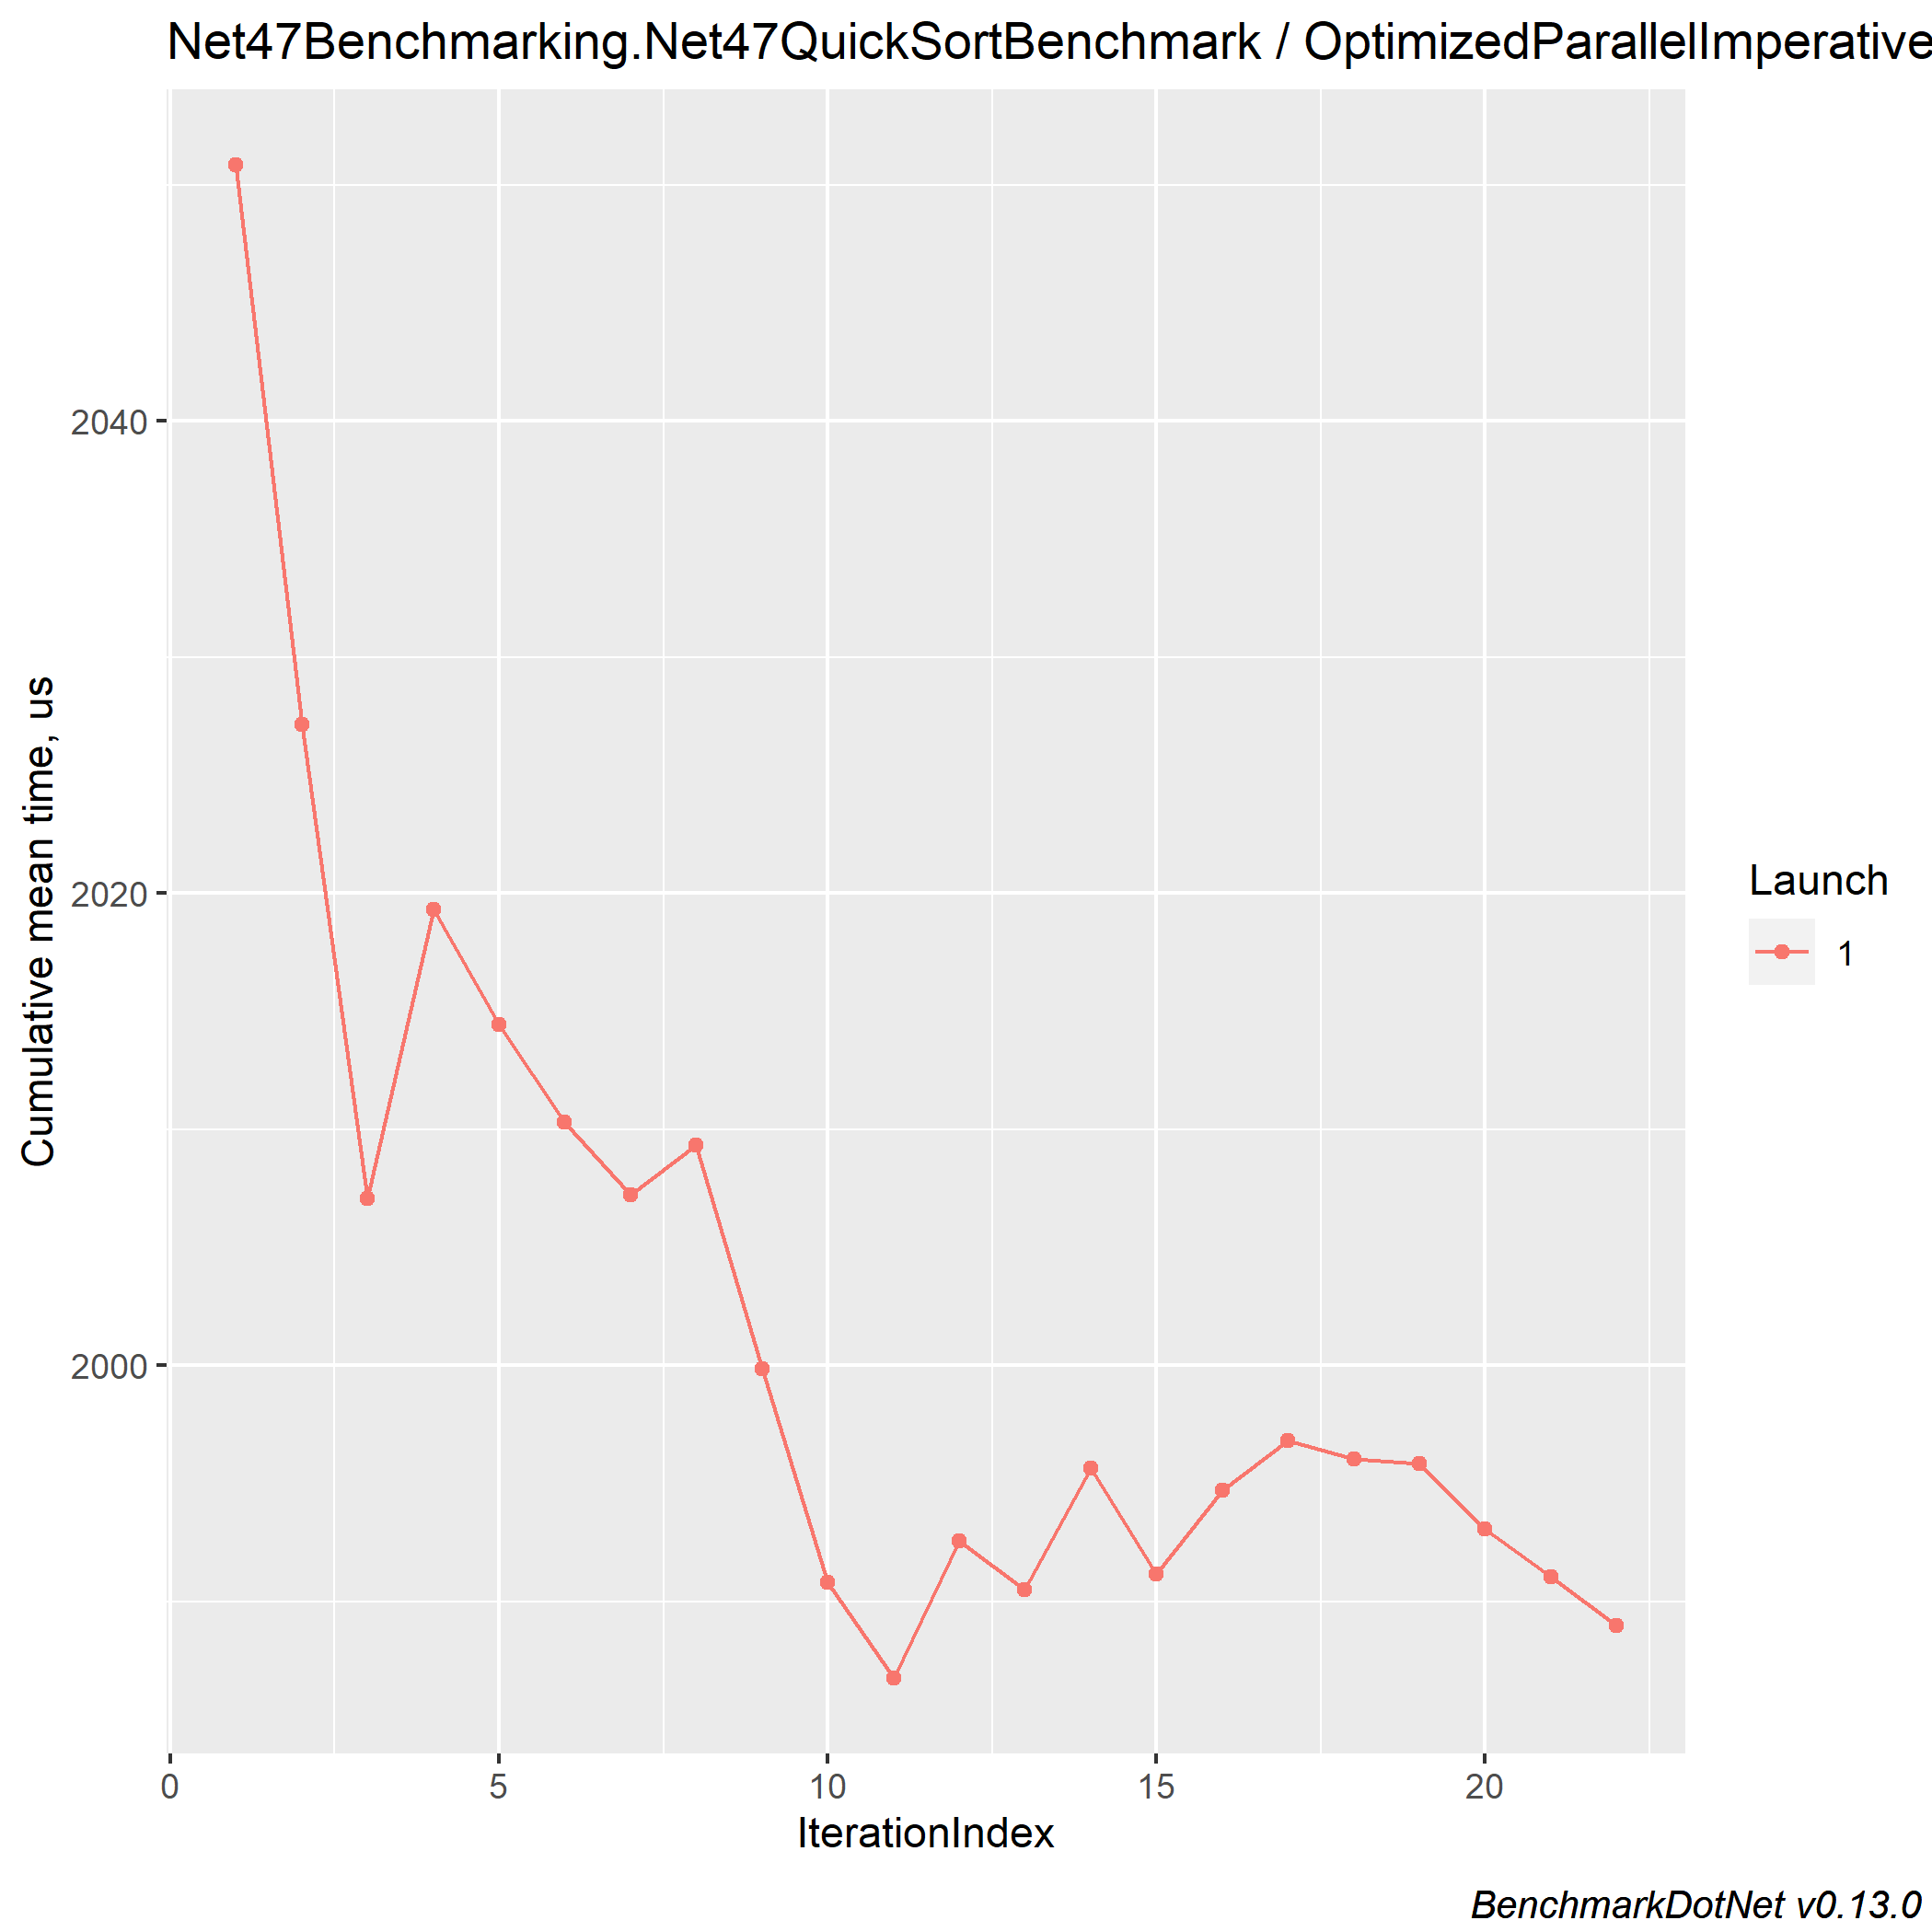 Net47Benchmarking.Net47QuickSortBenchmark / OptimizedParallelImperative
Cumulative mean time, us
2040
2020
2000
0 5 10 15 20
IterationIndex
Launch
1
BenchmarkDotNet v0.13.0